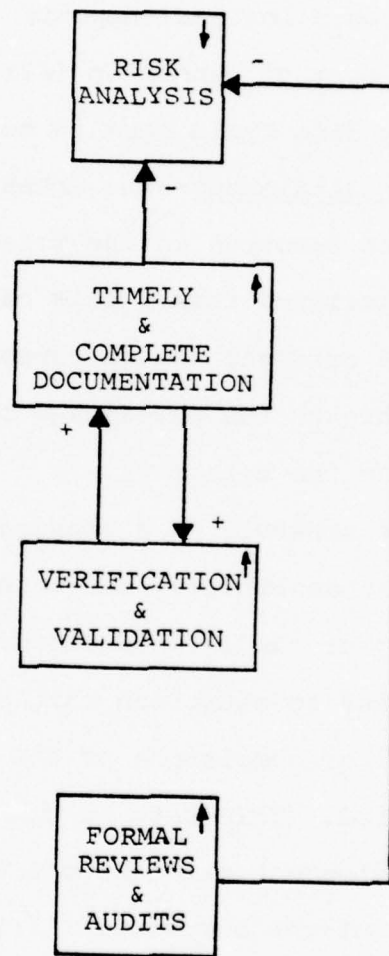 RISK
ANALYSIS
-
-
TIMELY
&
COMPLETE
DOCUMENTATION
+
+
VERIFICATION
&
VALIDATION
FORMAL
REVIEWS
&
AUDITS